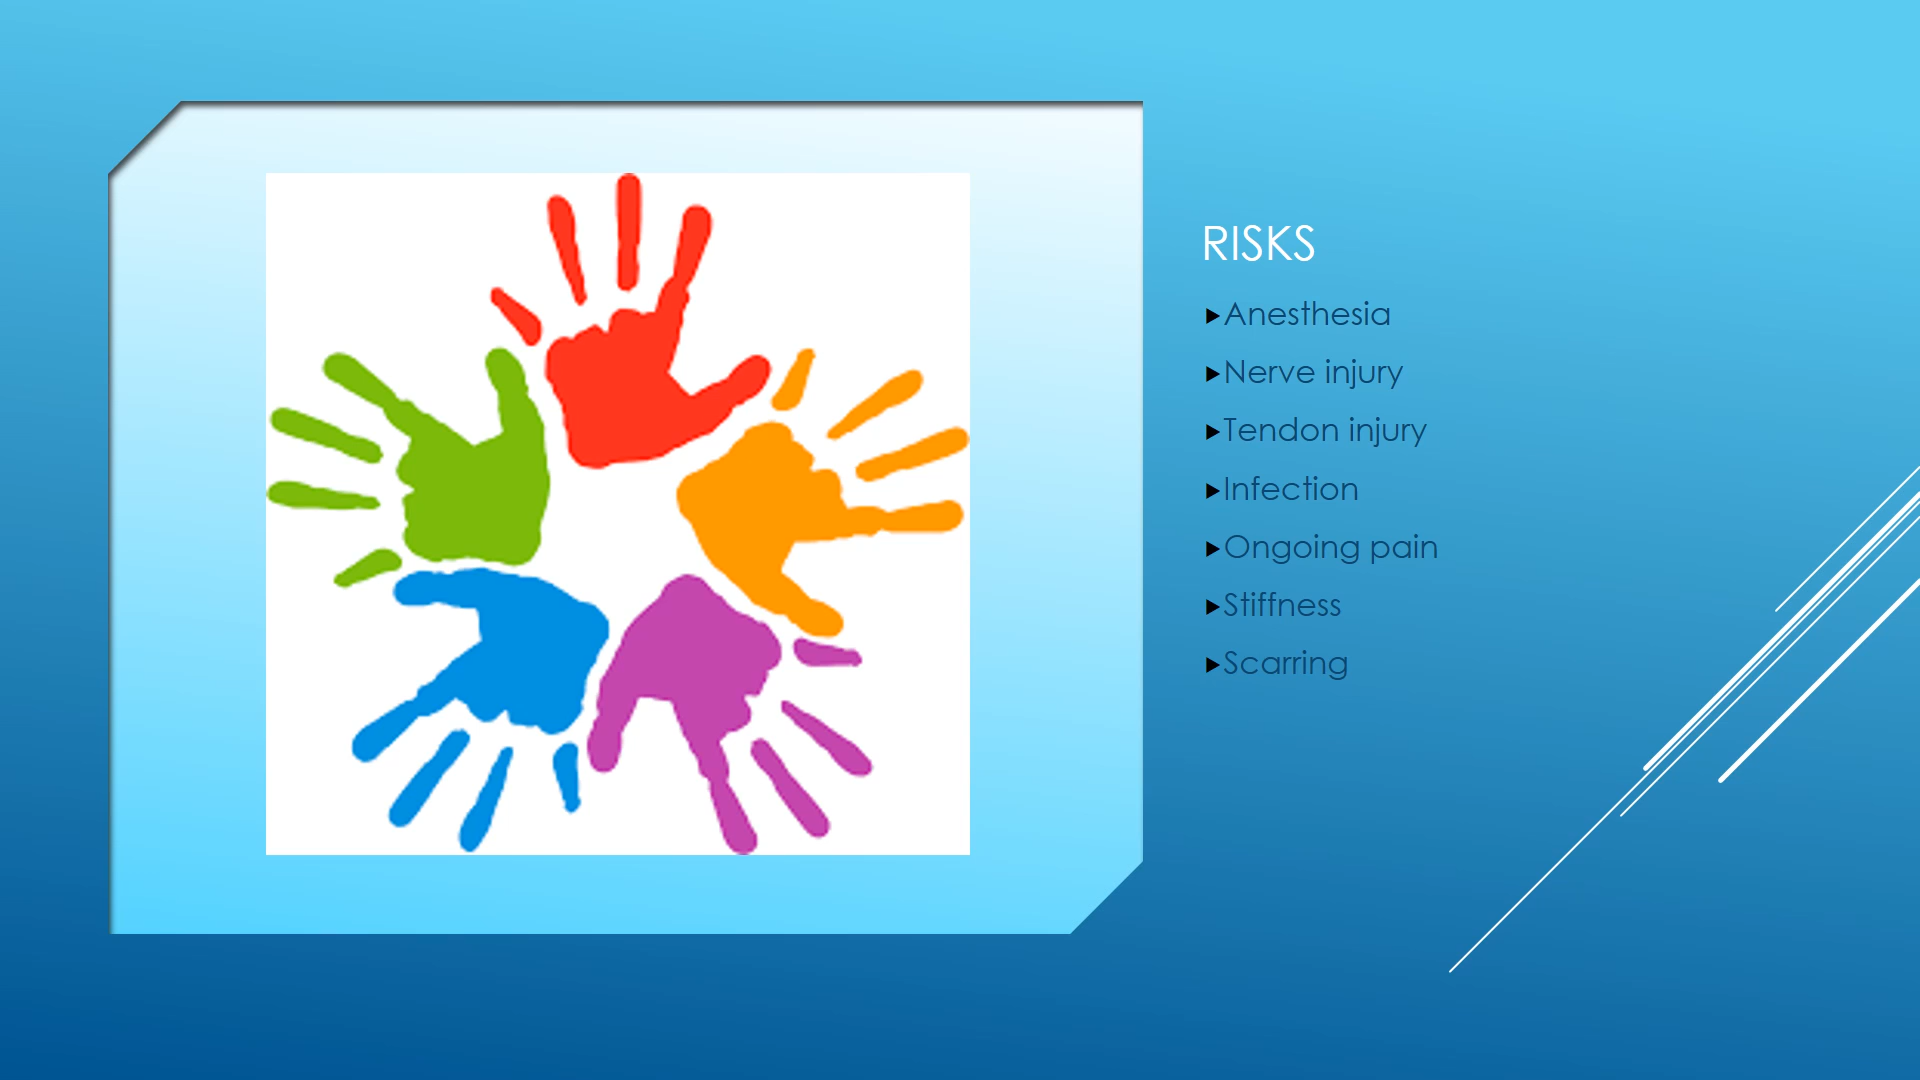 RISKS
Anesthesia
Nerve injury
Tendon injury
Infection
Ongoing pain
Stiffness
Scarring